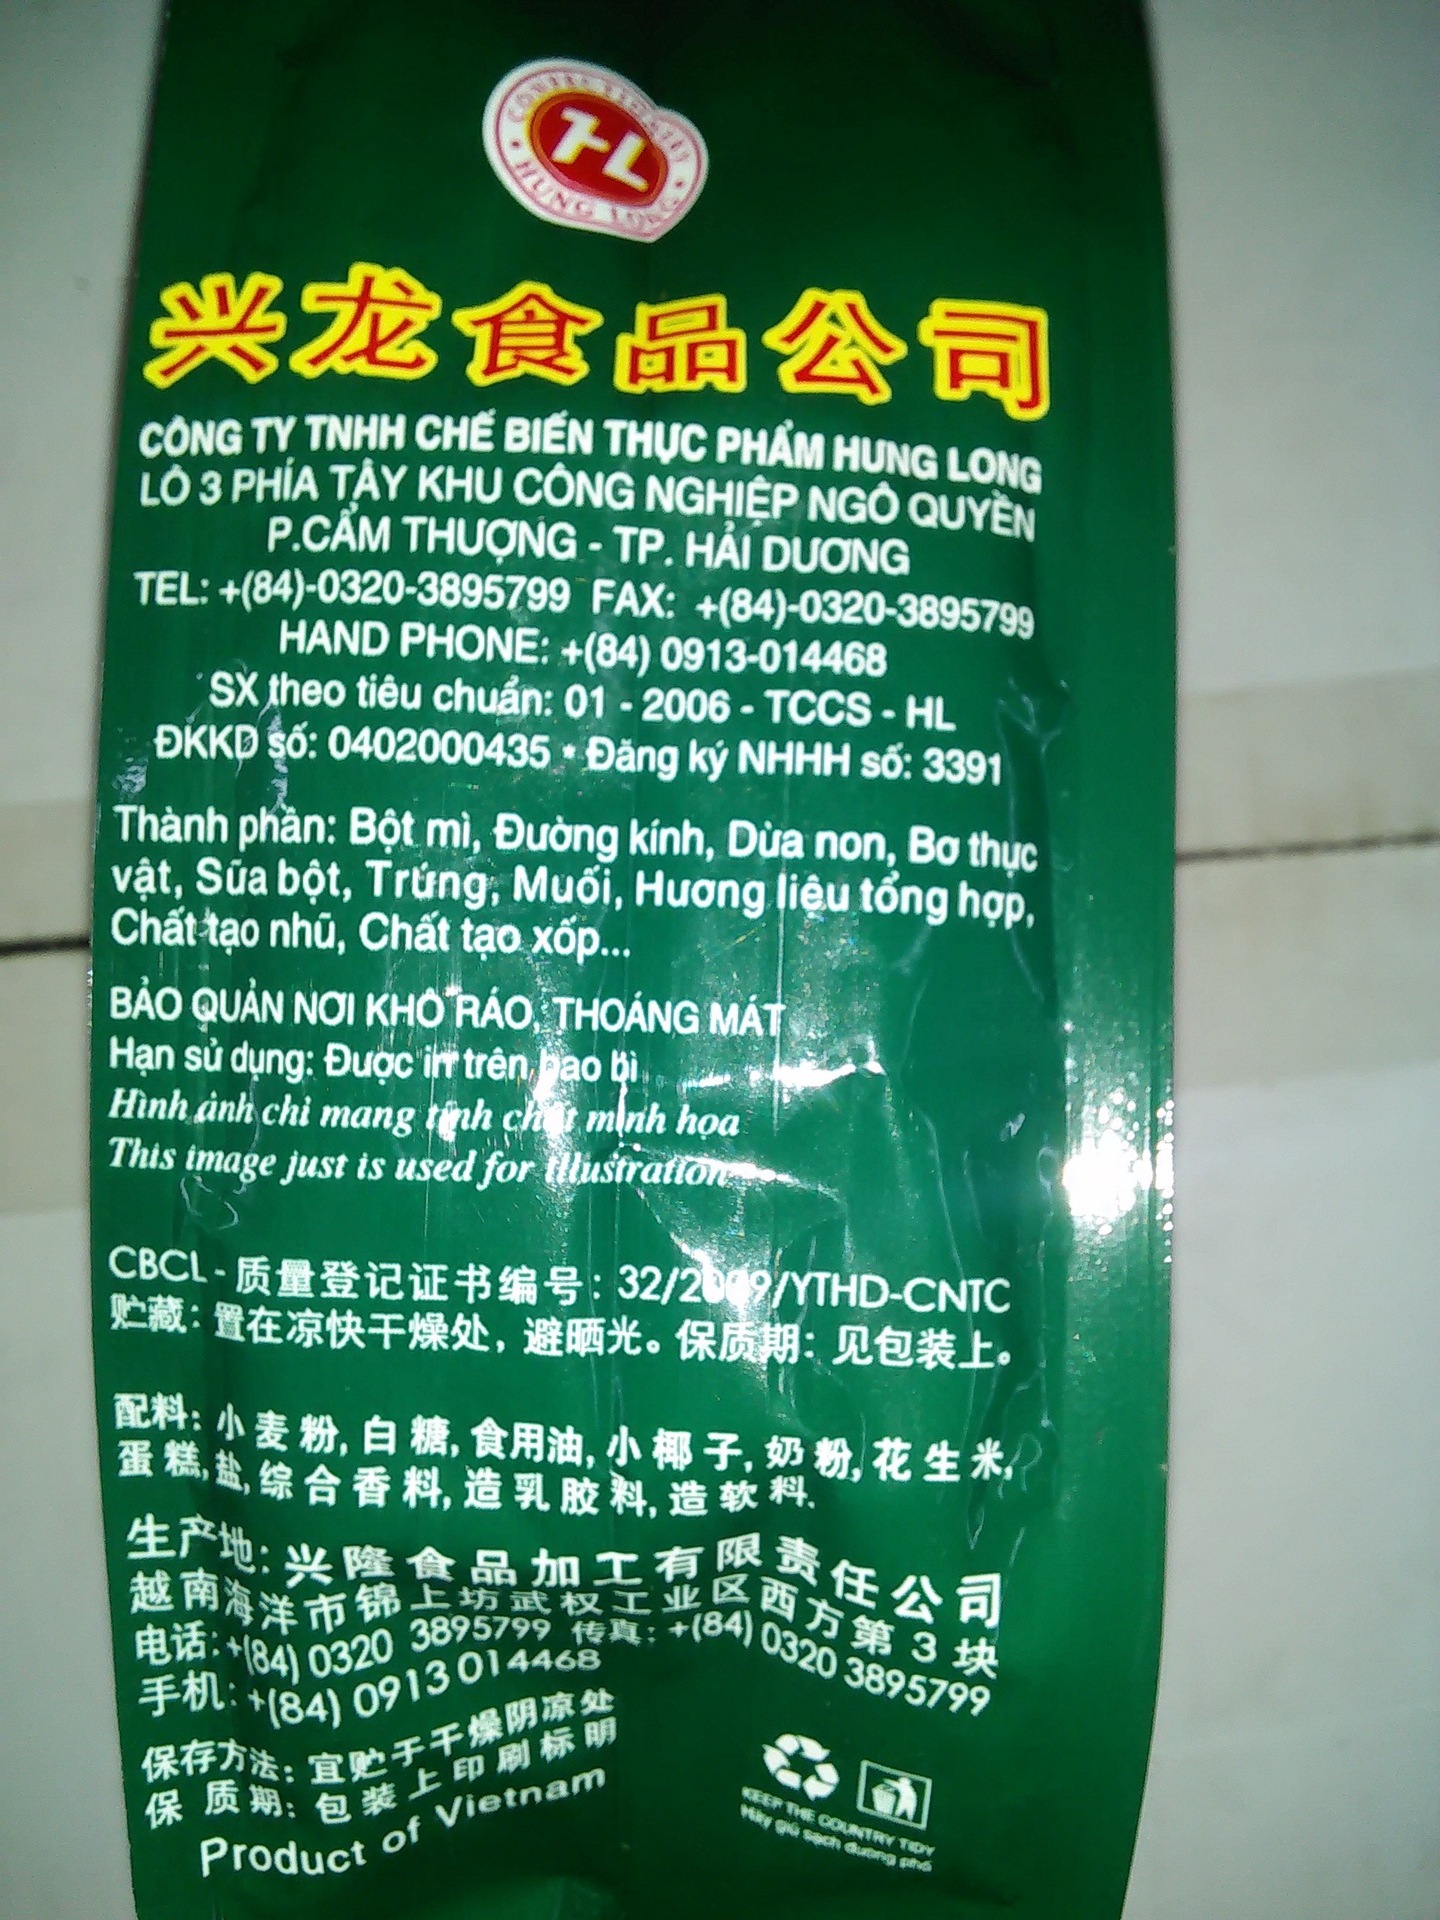 HL
HUNG LONG
兴龙食品公司
CÔNG TY TNHH CHẾ BIẾN THỰC PHẨM HUNG LONG
LÔ 3 PHÍA TÂY KHU CÔNG NGHIỆP NGÔ QUYỀN
P.CẨM THƯỢNG - TP. HẢI DƯƠNG
TEL: +(84)-0320-3895799 FAX: +(84)-0320-3895799
HAND PHONE: +(84) 0913-014468
SX theo tiêu chuẩn: 01 - 2006 - TCCS - HL
ĐKKD số: 0402000435 * Đăng ký NHHH số: 3391
Thành phần: Bột mì, Đường kính, Dừa non, Bơ thực
vật, Sữa bột, Trứng, Muối, Hương liệu tổng hợp,
Chất tạo nhũ, Chất tạo xốp...
BẢO QUẢN NƠI KHÔ RÁO, THOÁNG MÁT
Hạn sử dụng: Được in trên bao bì
Hình ảnh chỉ mang tính chất minh họa
This image just is used for illustration
CBCL - 质量登记证书编号: 32/2009/YTHD-CNTC
贮藏: 置在凉快干燥处, 避晒光。保质期: 见包装上。
配料: 小麦粉, 白糖, 食用油, 小椰子, 奶粉, 花生米,
蛋糕, 盐, 综合香料, 造乳胶料, 造软料.
生产地: 兴隆食品加工有限责任公司
越南海洋市锦上坊武权工业区西方第3块
电话: +(84) 0320 3895799 传真: +(84) 0320 3895799
手机: +(84) 0913 014468
保存方法: 宜贮于干燥阴凉处
保质期: 包装上印刷标明
Product of Vietnam
KEEP THE COUNTRY TIDY
Hãy giữ sạch đường phố